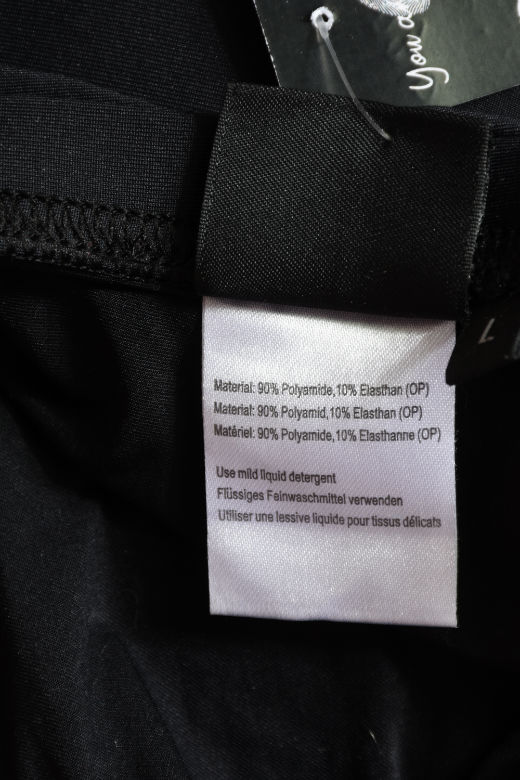 You a
L
Material: 90% Polyamide,10% Elasthan (OP)
Material: 90% Polyamid,10% Elasthan (OP)
Matériel: 90% Polyamide,10% Elasthanne (OP)
Use mild liquid detergent
Flüssiges Feinwaschmittel verwenden
Utiliser une lessive liquide pour tissus délicats